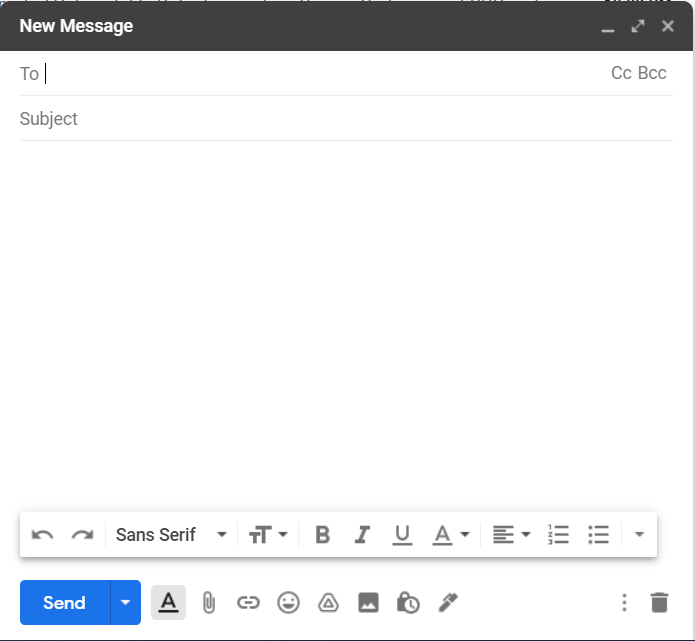 New Message
To
Cc Bcc
Subject
Sans Serif
Send